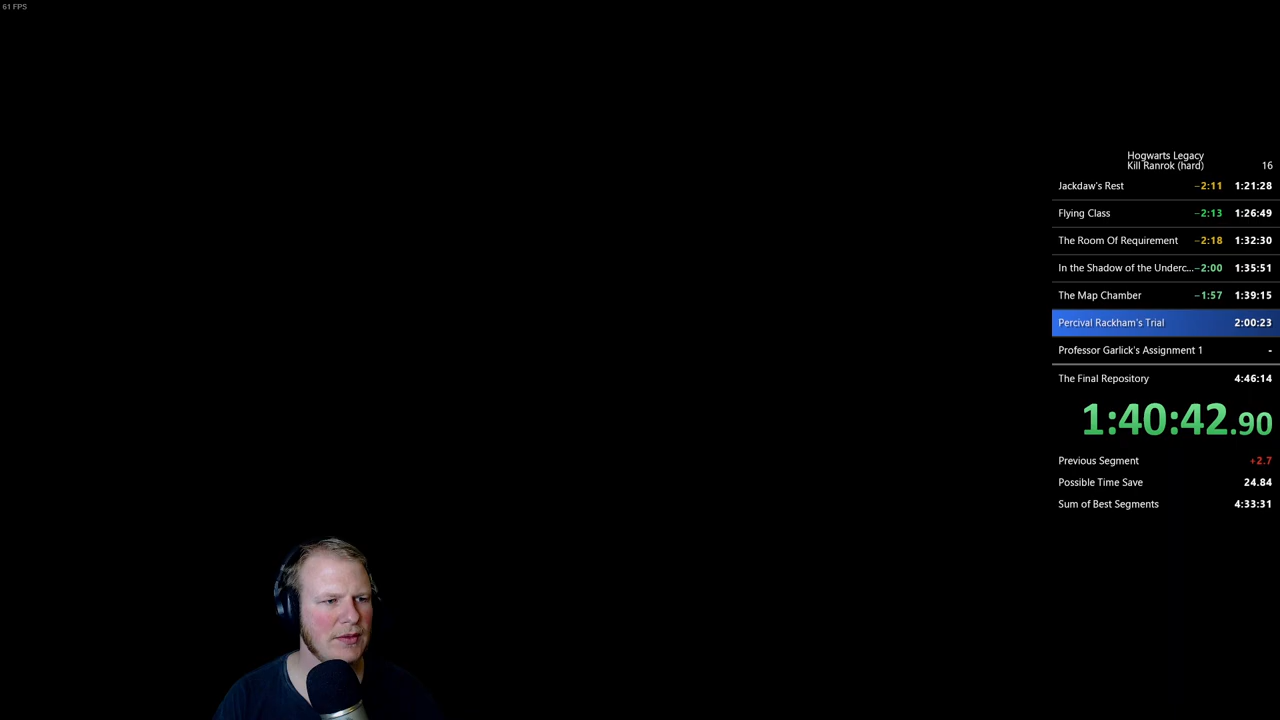 61 FPS
Hogwarts Legacy
Kill Ranrok (hard) 16
Jackdaw's Rest −2:11 1:21:28
Flying Class −2:13 1:26:49
The Room Of Requirement −2:18 1:32:30
In the Shadow of the Underc... −2:00 1:35:51
The Map Chamber −1:57 1:39:15
Percival Rackham's Trial 2:00:23
Professor Garlick's Assignment 1 -
The Final Repository 4:46:14
1:40:42.90
Previous Segment +2.7
Possible Time Save 24.84
Sum of Best Segments 4:33:31